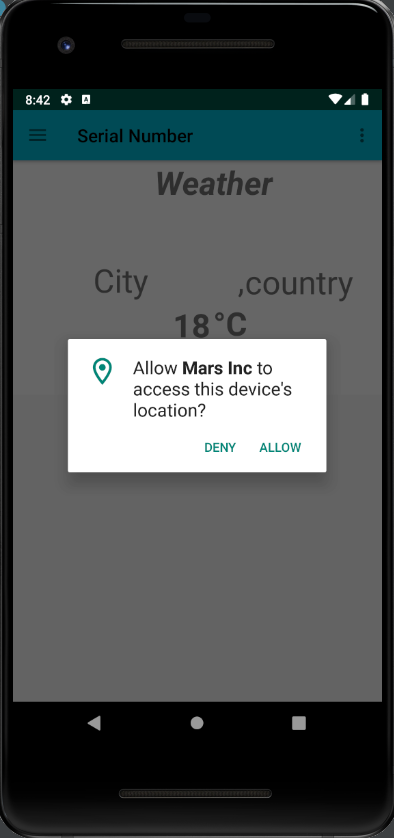 8:42
Serial Number
Weather
City ,country
18°C
Allow Mars Inc to
access this device's
location?
DENY ALLOW